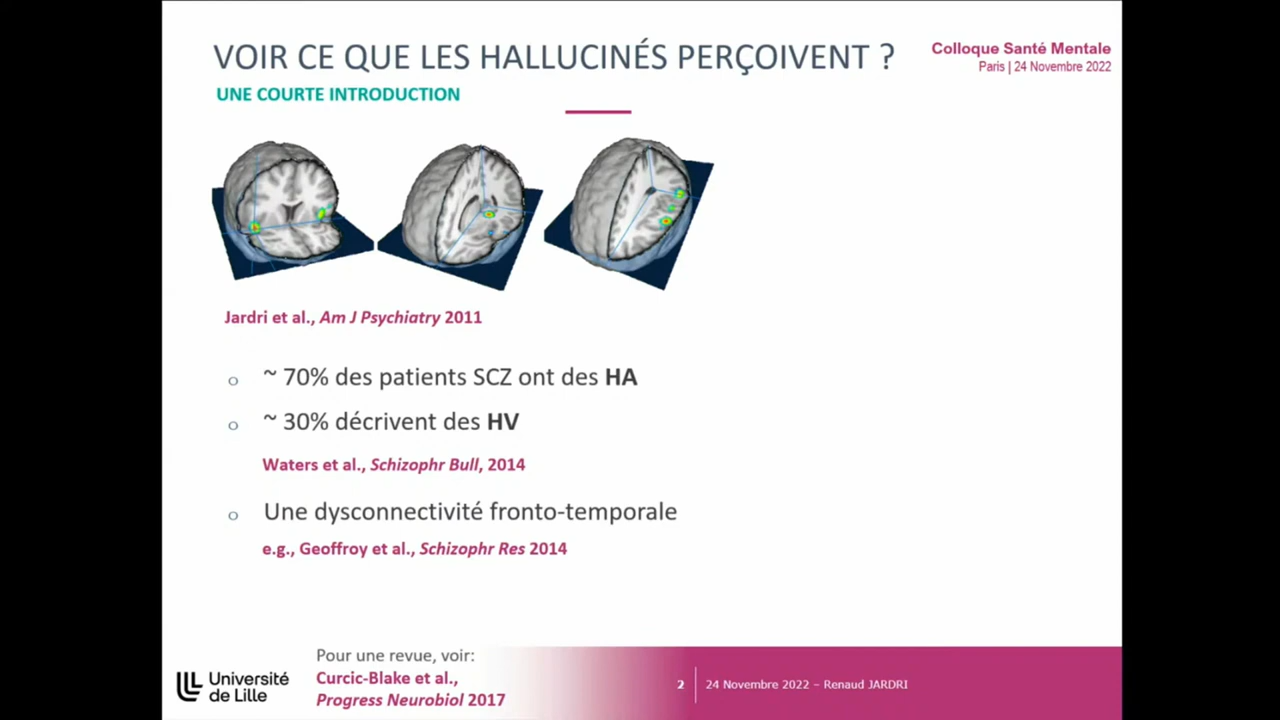 VOIR CE QUE LES HALLUCINÉS PERÇOIVENT ?
UNE COURTE INTRODUCTION
Colloque Santé Mentale
Paris | 24 Novembre 2022
Jardri et al., Am J Psychiatry 2011
o ~ 70% des patients SCZ ont des HA
o ~ 30% décrivent des HV
Waters et al., Schizophr Bull, 2014
o Une dysconnectivité fronto-temporale
e.g., Geoffroy et al., Schizophr Res 2014
Université
de Lille
Pour une revue, voir:
Curcic-Blake et al.,
Progress Neurobiol 2017
2
24 Novembre 2022 – Renaud JARDRI